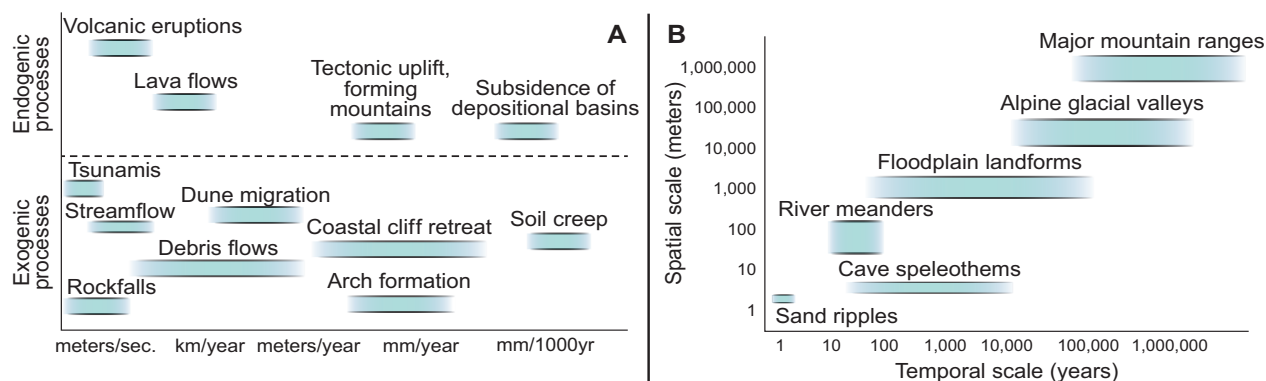 A
Endogenic
processes
Volcanic eruptions
Lava flows
Tectonic uplift,
forming
mountains
Subsidence of
depositional basins
Exogenic
processes
Tsunamis
Streamflow
Dune migration
Debris flows
Coastal cliff retreat
Soil creep
Rockfalls
Arch formation
meters/sec. km/year meters/year mm/year mm/1000yr
B
Spatial scale (meters)
1,000,000
100,000
10,000
1,000
100
10
1
Major mountain ranges
Alpine glacial valleys
Floodplain landforms
River meanders
Cave speleothems
Sand ripples
1 10 100 1,000 10,000 100,000 1,000,000
Temporal scale (years)